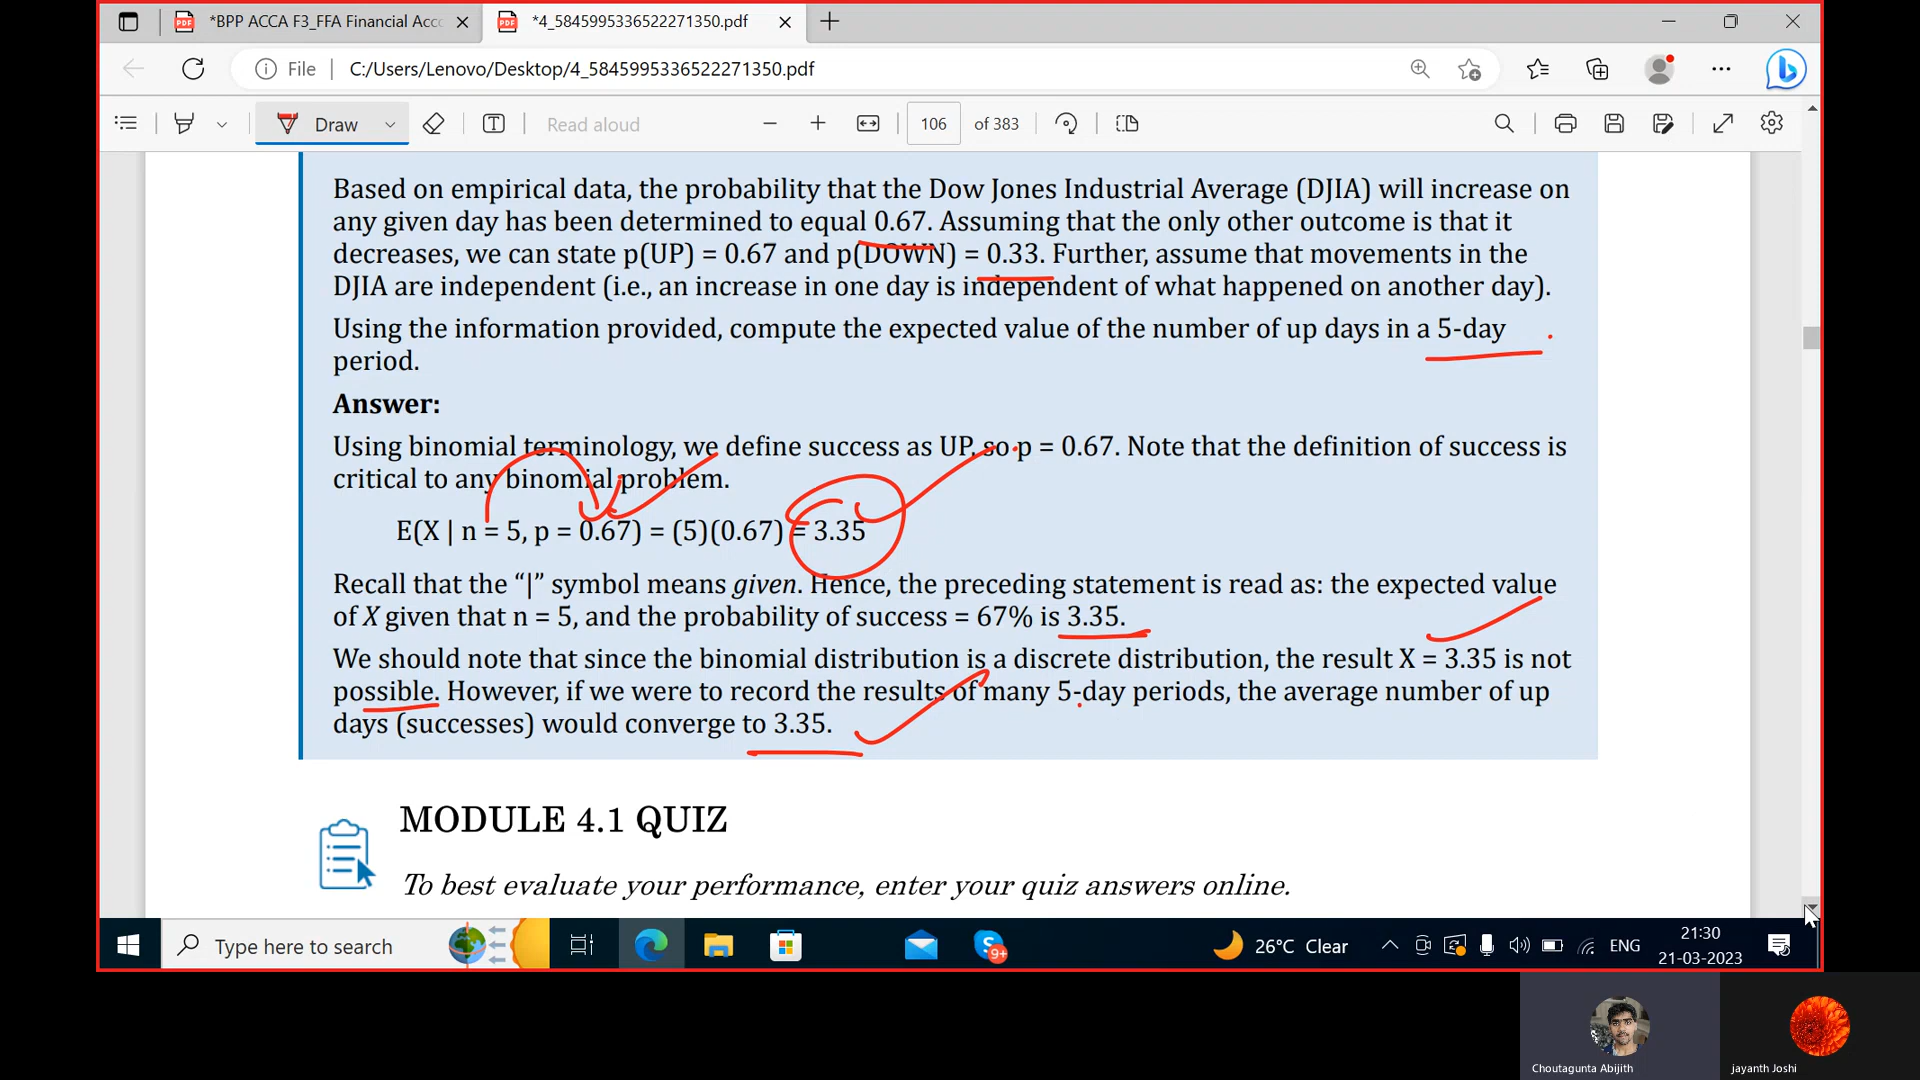 *BPP ACCA F3_FFA Financial Acc
*4_5845995336522271350.pdf
File
C:/Users/Lenovo/Desktop/4_5845995336522271350.pdf
Draw
Read aloud
106 of 383
Based on empirical data, the probability that the Dow Jones Industrial Average (DJIA) will increase on
any given day has been determined to equal 0.67. Assuming that the only other outcome is that it
decreases, we can state p(UP) = 0.67 and p(DOWN) = 0.33. Further, assume that movements in the
DJIA are independent (i.e., an increase in one day is independent of what happened on another day).
Using the information provided, compute the expected value of the number of up days in a 5-day
period.
Answer:
Using binomial terminology, we define success as UP, so p = 0.67. Note that the definition of success is
critical to any binomial problem.
E(X | n = 5, p = 0.67) = (5)(0.67) = 3.35
Recall that the “|” symbol means given. Hence, the preceding statement is read as: the expected value
of X given that n = 5, and the probability of success = 67% is 3.35.
We should note that since the binomial distribution is a discrete distribution, the result X = 3.35 is not
possible. However, if we were to record the results of many 5-day periods, the average number of up
days (successes) would converge to 3.35.
MODULE 4.1 QUIZ
To best evaluate your performance, enter your quiz answers online.
Type here to search
9+
26°C Clear
ENG
21:30
21-03-2023
Choutagunta Abijith
jayanth Joshi